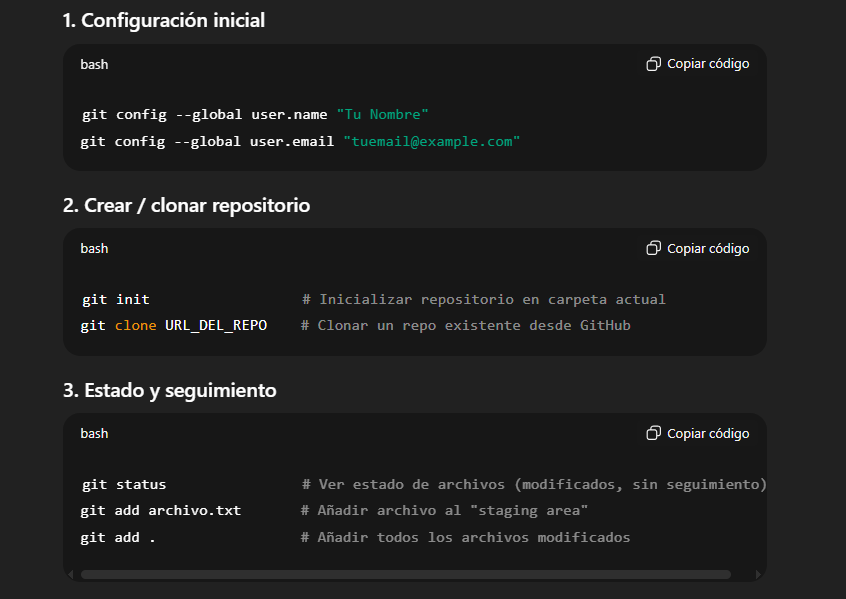 1. Configuración inicial
bash
Copiar código
git config --global user.name "Tu Nombre"
git config --global user.email "tuemail@example.com"
2. Crear / clonar repositorio
bash
Copiar código
git init # Inicializar repositorio en carpeta actual
git clone URL_DEL_REPO # Clonar un repo existente desde GitHub
3. Estado y seguimiento
bash
Copiar código
git status # Ver estado de archivos (modificados, sin seguimiento)
git add archivo.txt # Añadir archivo al "staging area"
git add . # Añadir todos los archivos modificados